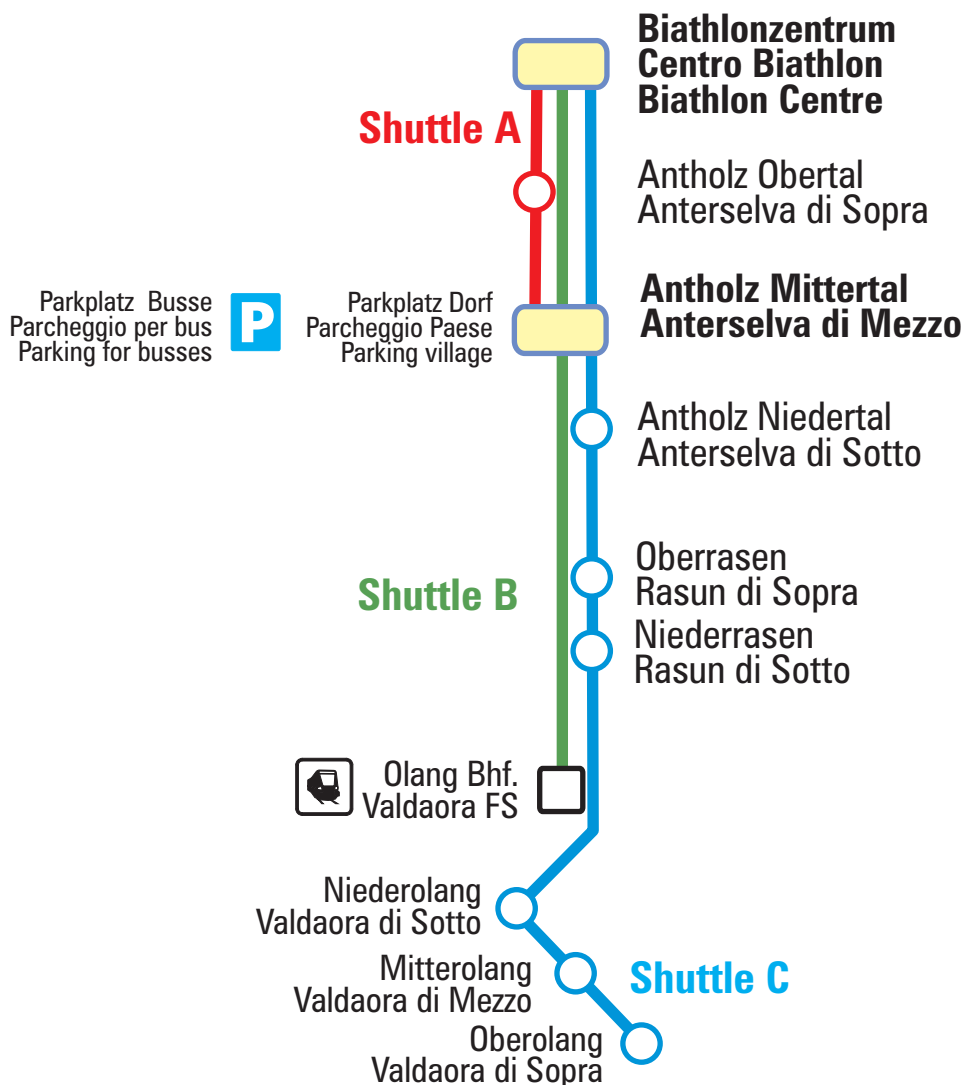 Biathlonzentrum
Centro Biathlon
Biathlon Centre
Shuttle A
Antholz Obertal
Anterselva di Sopra
Parkplatz Busse
Parcheggio per bus
Parking for busses
P
Parkplatz Dorf
Parcheggio Paese
Parking village
Antholz Mittertal
Anterselva di Mezzo
Antholz Niedertal
Anterselva di Sotto
Oberrasen
Rasun di Sopra
Shuttle B
Niederrasen
Rasun di Sotto
Olang Bhf.
Valdaora FS
Niederolang
Valdaora di Sotto
Mitterolang
Valdaora di Mezzo
Shuttle C
Oberolang
Valdaora di Sopra